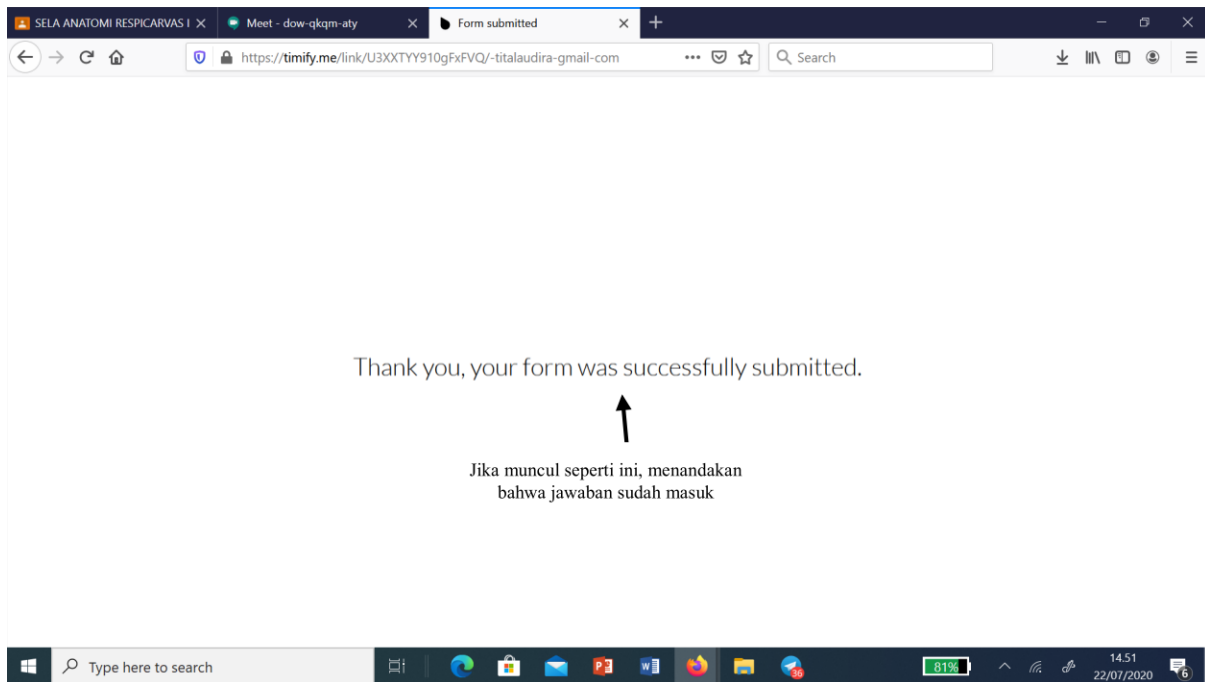 SELA ANATOMI RESPICARVAS I
Meet - dow-qkqm-aty
Form submitted
https://timify.me/link/U3XXTYY910gFxFVQ/-titalaudira-gmail-com
Search
Thank you, your form was successfully submitted.
Jika muncul seperti ini, menandakan
bahwa jawaban sudah masuk
Type here to search
36
81%
14.51
22/07/2020
6